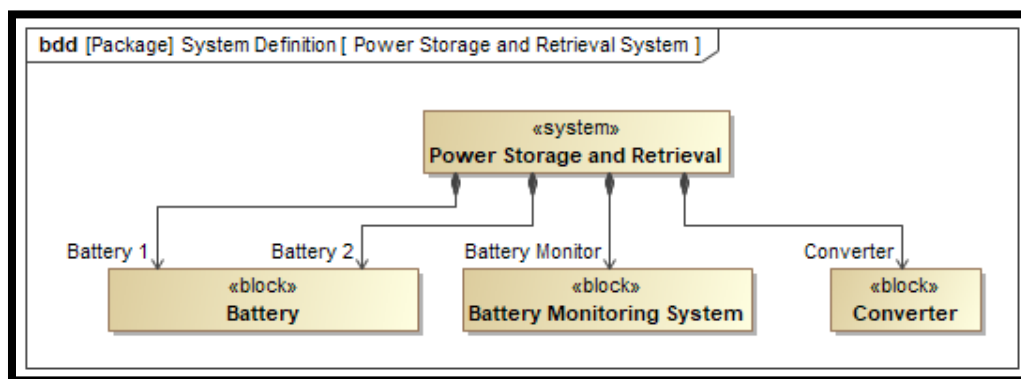 bdd [Package] System Definition [ Power Storage and Retrieval System ]
«system»
Power Storage and Retrieval
Battery 1
Battery 2
Battery Monitor
Converter
«block»
Battery
«block»
Battery Monitoring System
«block»
Converter